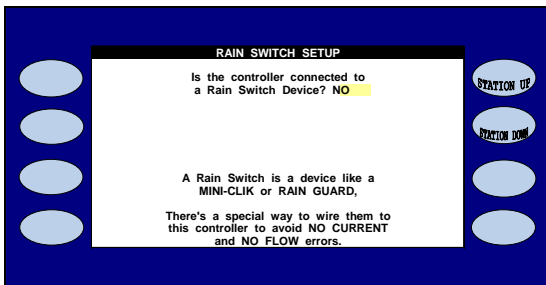 RAIN SWITCH SETUP
Is the controller connected to
a Rain Switch Device? NO
STATION UP
STATION DOWN
A Rain Switch is a device like a
MINI-CLIK or RAIN GUARD,
There's a special way to wire them to
this controller to avoid NO CURRENT
and NO FLOW errors.